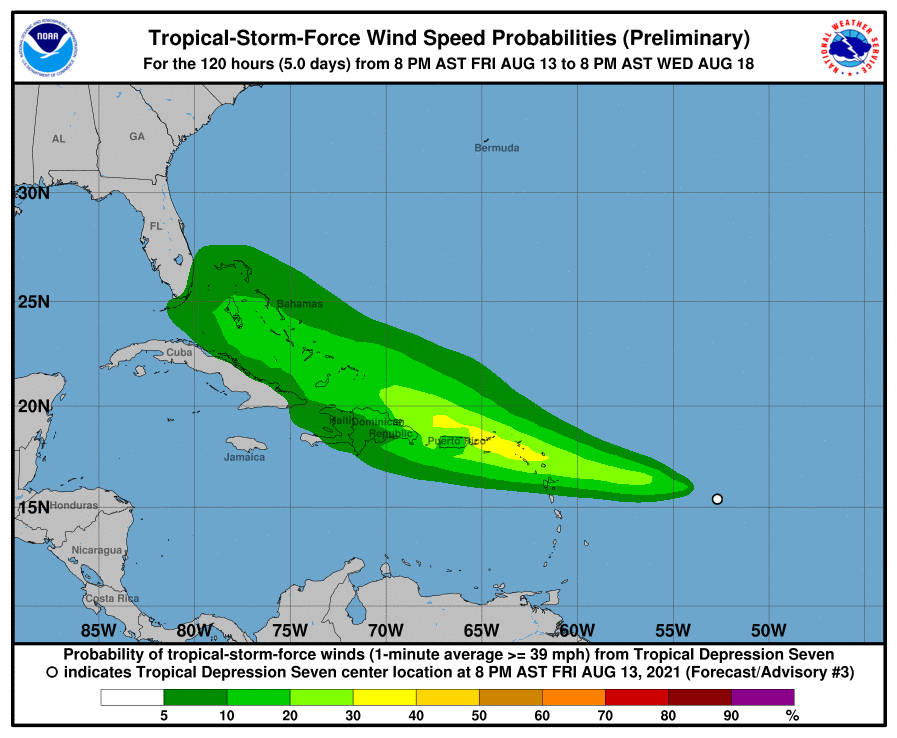 Tropical-Storm-Force Wind Speed Probabilities (Preliminary)
For the 120 hours (5.0 days) from 8 PM AST FRI AUG 13 to 8 PM AST WED AUG 18
NOAA
NATIONAL WEATHER SERVICE
AL
GA
Bermuda
30N
FL
25N
Bahamas
Cuba
20N
Haiti
Dominican
Republic
Puerto Rico
Jamaica
15N
Honduras
Nicaragua
Costa Rica
85W 80W 75W 70W 65W 60W 55W 50W
Probability of tropical-storm-force winds (1-minute average >= 39 mph) from Tropical Depression Seven
indicates Tropical Depression Seven center location at 8 PM AST FRI AUG 13, 2021 (Forecast/Advisory #3)
5 10 20 30 40 50 60 70 80 90 %